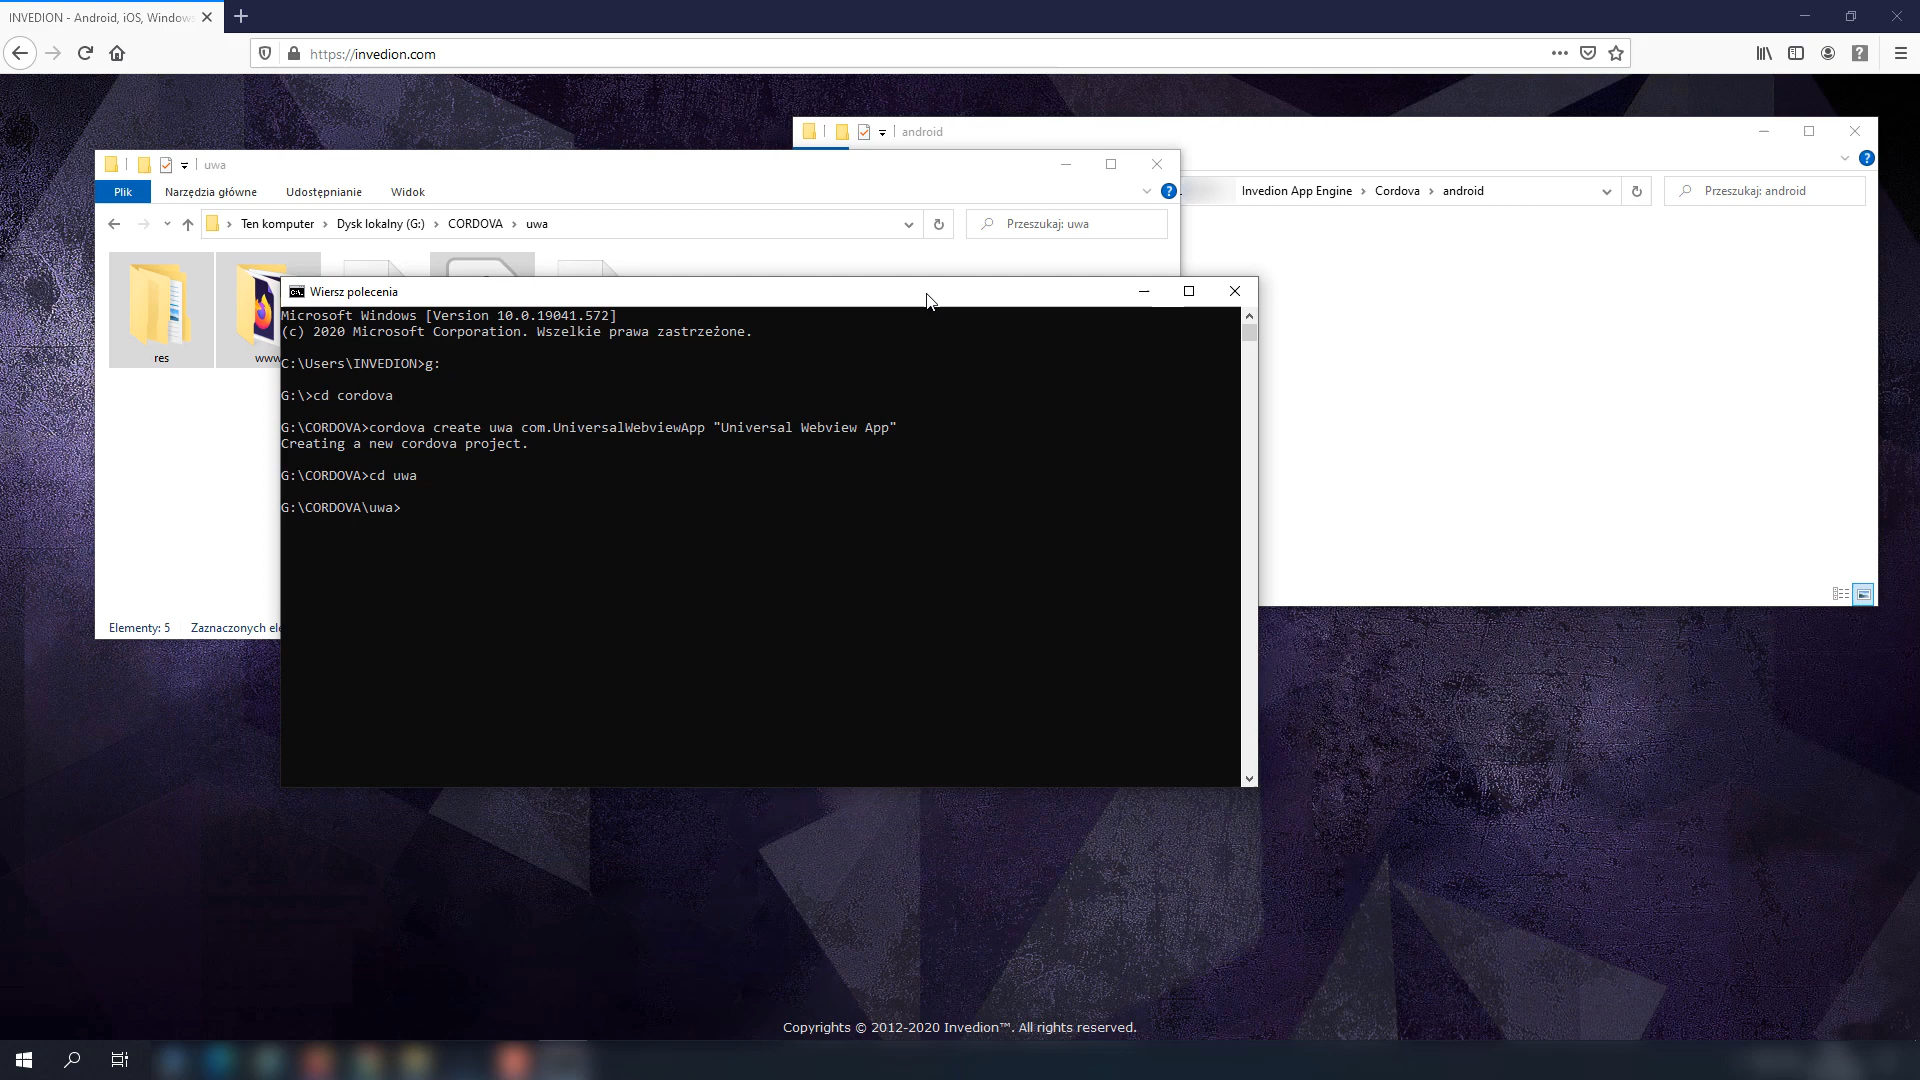 INVEDION - Android, iOS, Windows
https://invedion.com
android
uwa
Plik Narzędzia główne Udostępnianie Widok
Invedion App Engine > Cordova > android
Przeszukaj: android
Ten komputer > Dysk lokalny (G:) > CORDOVA > uwa
Przeszukaj: uwa
res
www
Wiersz polecenia
Microsoft Windows [Version 10.0.19041.572]
(c) 2020 Microsoft Corporation. Wszelkie prawa zastrzeżone.
C:\Users\INVEDION>g:
G:\>cd cordova
G:\CORDOVA>cordova create uwa com.UniversalWebviewApp "Universal Webview App"
Creating a new cordova project.
G:\CORDOVA>cd uwa
G:\CORDOVA\uwa>
Elementy: 5 Zaznaczonych
Copyrights © 2012-2020 Invedion™. All rights reserved.